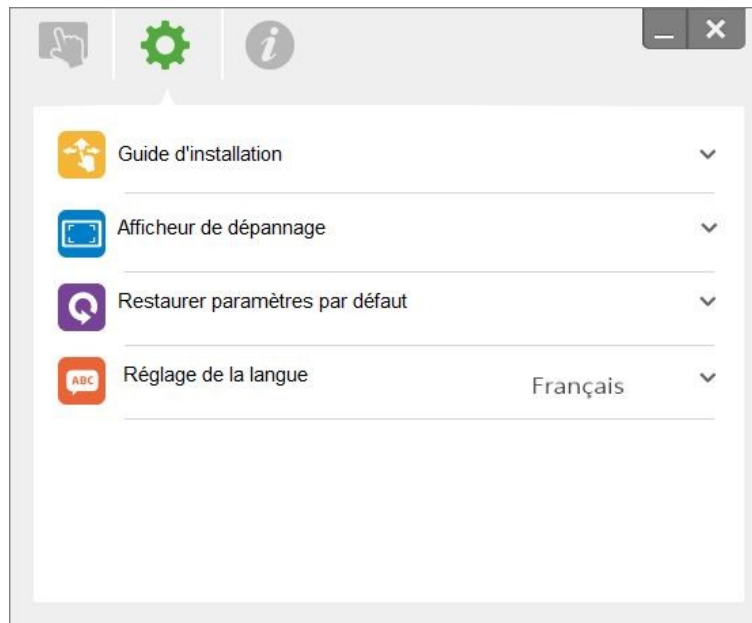 Guide d'installation
Afficheur de dépannage
Restaurer paramètres par défaut
ABC
Réglage de la langue
Français